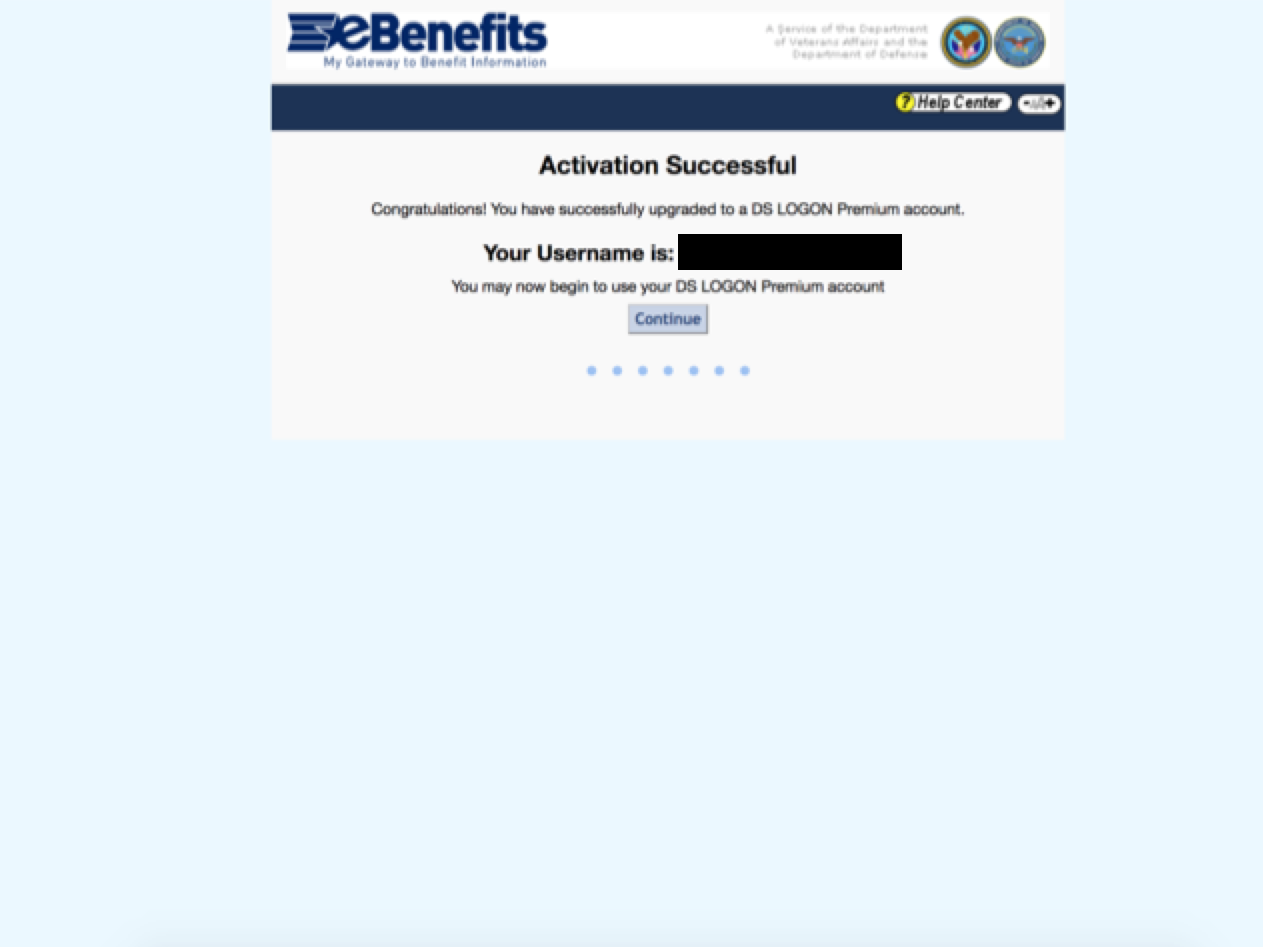 eBenefits
My Gateway to Benefit Information
A Service of the Department
of Veterans Affairs and the
Department of Defense
? Help Center
- +
Activation Successful
Congratulations! You have successfully upgraded to a DS LOGON Premium account.
Your Username is:
You may now begin to use your DS LOGON Premium account
Continue